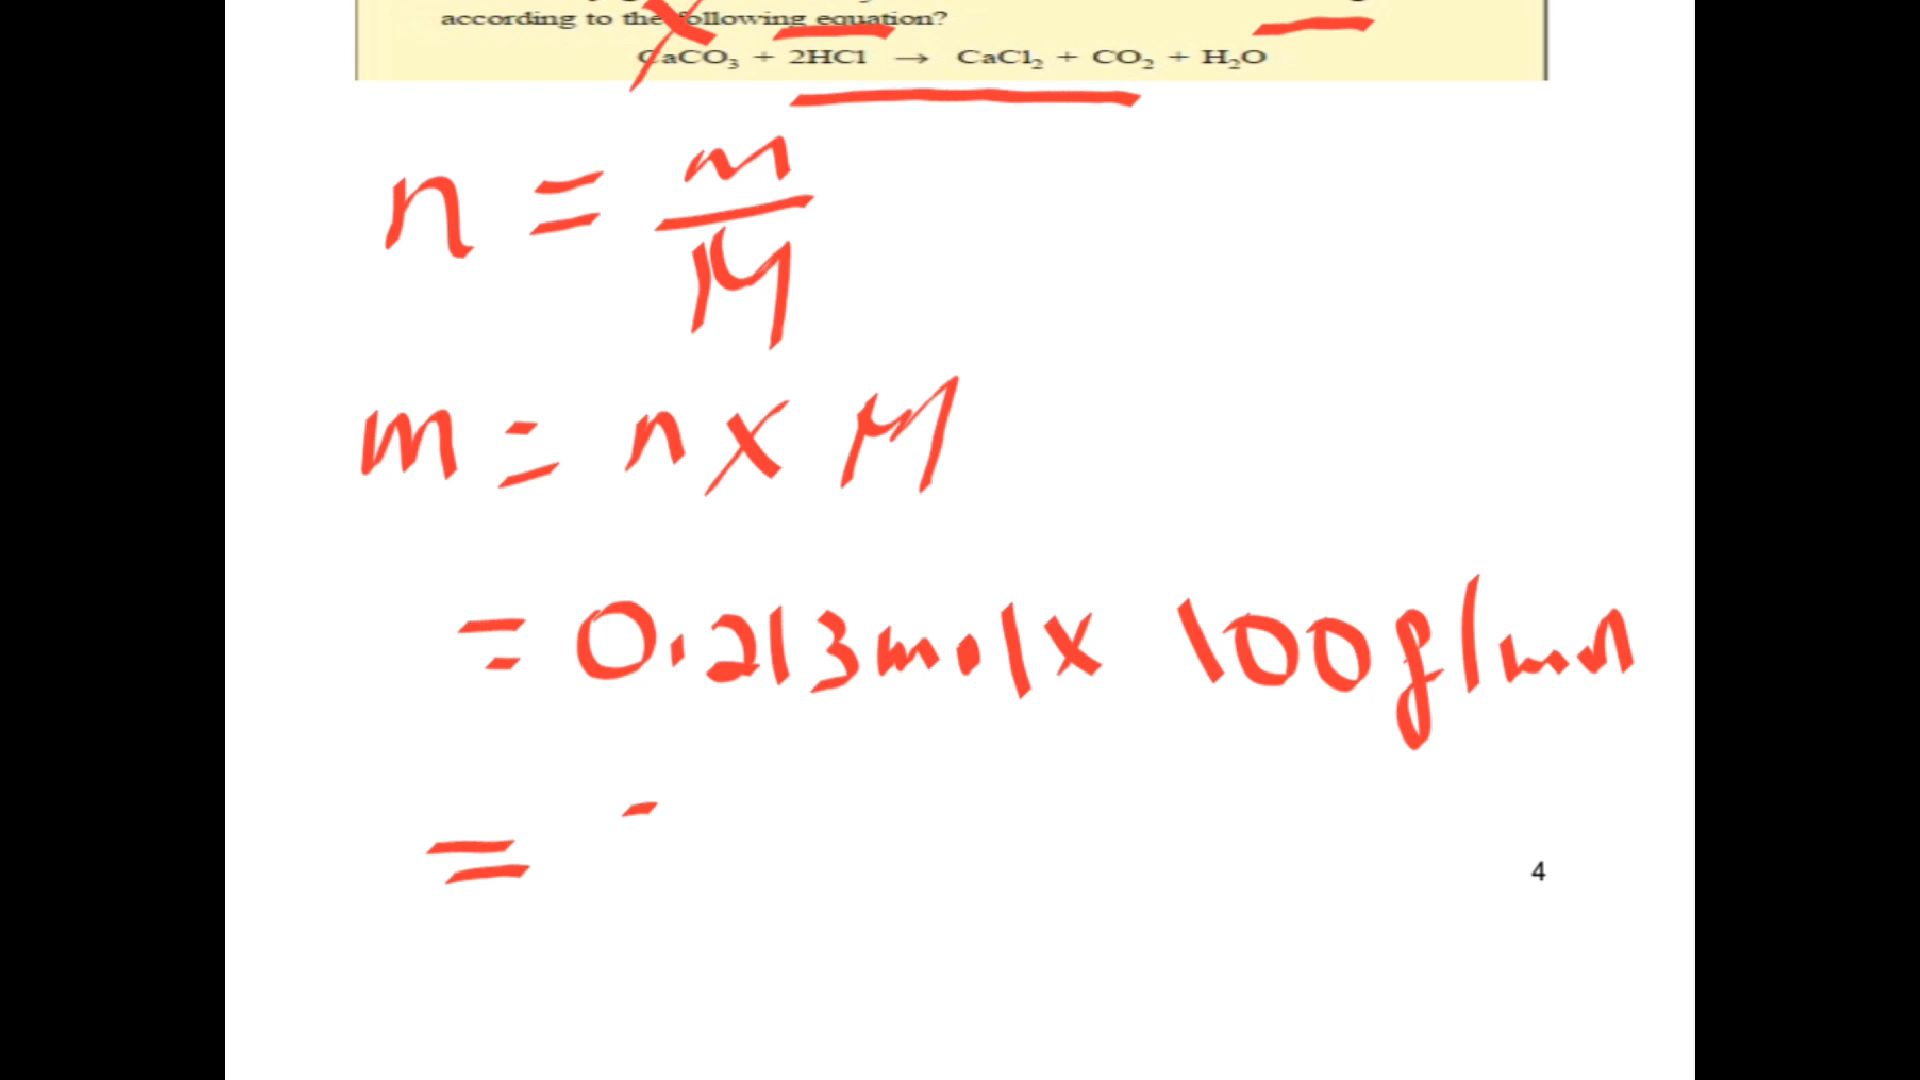 according to the following equation?
CaCO₃ + 2HCl → CaCl₂ + CO₂ + H₂O
n = m/M
m = n x M
= 0.213mol x 100g/mol
=
4